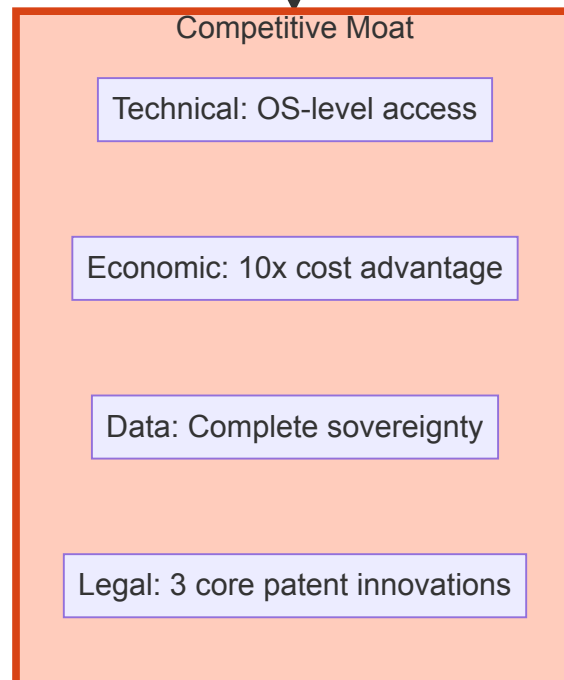 Competitive Moat
Technical: OS-level access
Economic: 10x cost advantage
Data: Complete sovereignty
Legal: 3 core patent innovations